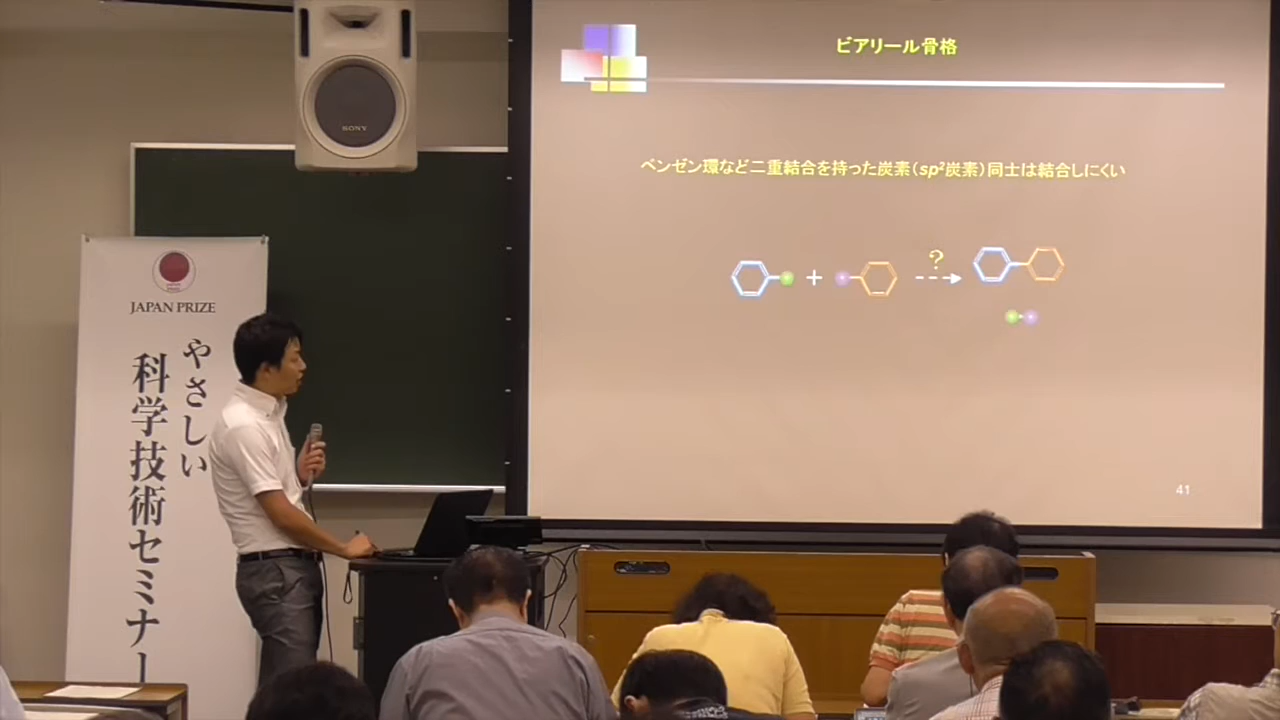 SONY
JAPAN PRIZE
やさしい
科学技術セミナー
ビアリール骨格
ベンゼン環など二重結合を持った炭素(sp²炭素)同士は結合しにくい
+
?
41